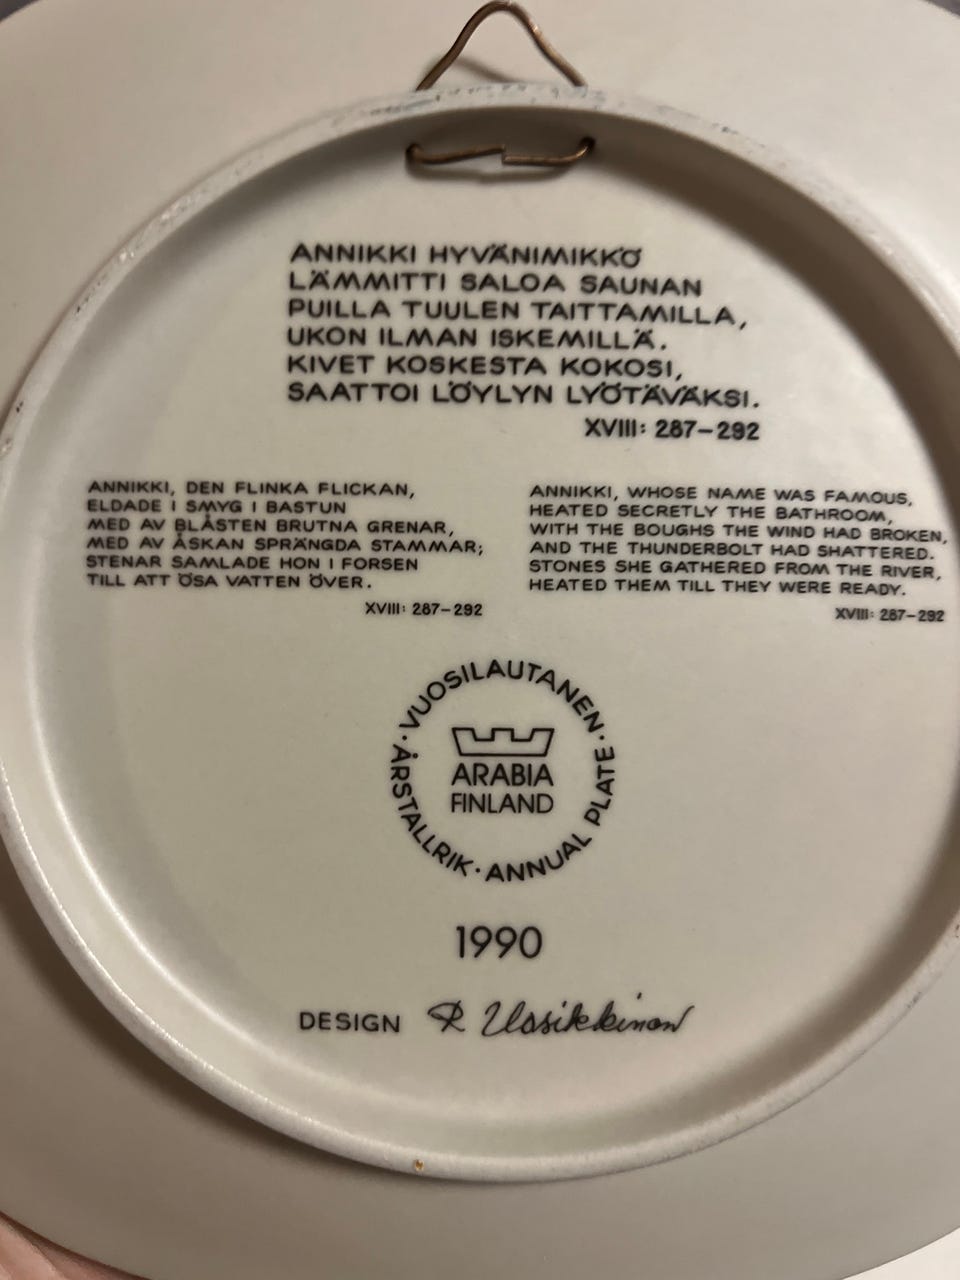 ANNIKKI HYVÄNIMIKKÖ
LÄMMITTI SALOA SAUNAN
PUILLA TUULEN TAITTAMILLA,
UKON ILMAN ISKEMILLÄ.
KIVET KOSKESTA KOKOSI,
SAATTOI LÖYLYN LYÖTÄVÄKSI.
XVIII: 287–292
ANNIKKI, DEN FLINKA FLICKAN,
ELDADE I SMYG I BASTUN
MED AV BLÅSTEN BRUTNA GRENAR,
MED AV ÅSKAN SPRÄNGDA STAMMAR;
STENAR SAMLADE HON I FORSEN
TILL ATT ÖSA VATTEN ÖVER.
XVIII: 287–292
ANNIKKI, WHOSE NAME WAS FAMOUS,
HEATED SECRETLY THE BATHROOM,
WITH THE BOUGHS THE WIND HAD BROKEN,
AND THE THUNDERBOLT HAD SHATTERED.
STONES SHE GATHERED FROM THE RIVER,
HEATED THEM TILL THEY WERE READY.
XVIII: 287–292
· VUOSILAUTANEN ·
ÅRSTALLRIK · ANNUAL PLATE
ARABIA
FINLAND
1990
DESIGN R Uosikkinen